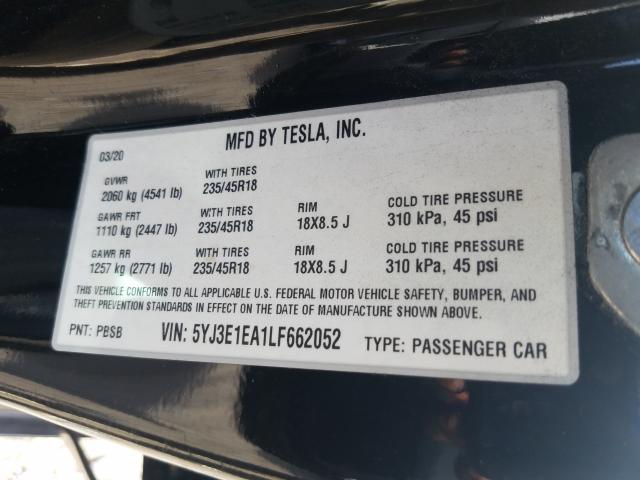 MFD BY TESLA, INC.
03/20
GVWR WITH TIRES
2060 kg (4541 lb) 235/45R18
GAWR FRT WITH TIRES RIM COLD TIRE PRESSURE
1110 kg (2447 lb) 235/45R18 18X8.5 J 310 kPa, 45 psi
GAWR RR WITH TIRES RIM COLD TIRE PRESSURE
1257 kg (2771 lb) 235/45R18 18X8.5 J 310 kPa, 45 psi
THIS VEHICLE CONFORMS TO ALL APPLICABLE U.S. FEDERAL MOTOR VEHICLE SAFETY, BUMPER, AND
THEFT PREVENTION STANDARDS IN EFFECT ON THE DATE OF MANUFACTURE SHOWN ABOVE.
PNT: PBSB VIN: 5YJ3E1EA1LF662052 TYPE: PASSENGER CAR